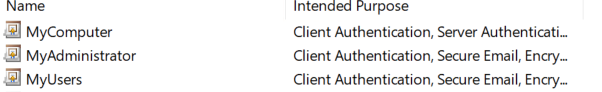 Name Intended Purpose
MyComputer Client Authentication, Server Authenticati...
MyAdministrator Client Authentication, Secure Email, Encry...
MyUsers Client Authentication, Secure Email, Encry...